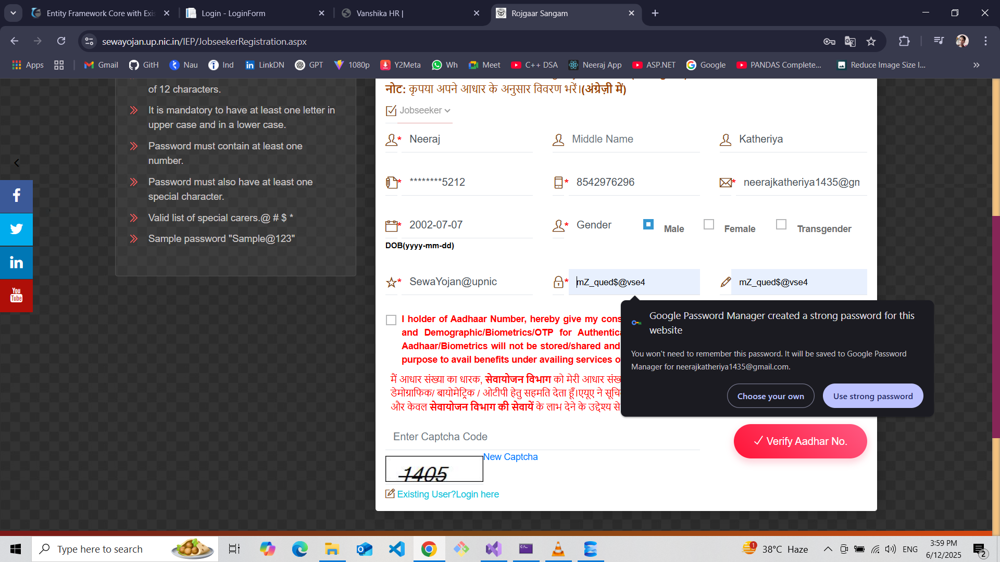 Entity Framework Core with Exis
Login - LoginForm
Vanshika HR |
Rojgaar Sangam
sewayojan.up.nic.in/IEP/JobseekerRegistration.aspx
Apps
Gmail
GitH
Nau
Ind
LinkDN
GPT
1080p
Y2Meta
Wh
Meet
C++ DSA
Neeraj App
ASP.NET
Google
PANDAS Complete...
Reduce Image Size I...
of 12 characters.
It is mandatory to have at least one letter in
upper case and in a lower case.
Password must contain at least one
number.
Password must also have at least one
special character.
Valid list of special carers.@ # $ *
Sample password "Sample@123"
You
Tube
नोट: कृपया अपने आधार के अनुसार विवरण भरें।(अंग्रेज़ी में)
Jobseeker
* Neeraj
Middle Name
Katheriya
* ********5212
* 8542976296
* neerajkatheriya1435@gn
* 2002-07-07
* Gender
Male
Female
Transgender
DOB(yyyy-mm-dd)
* SewaYojan@upnic
* mZ_qued$@vse4
mZ_qued$@vse4
I holder of Aadhaar Number, hereby give my cons
and Demographic/Biometrics/OTP for Authentica
Aadhaar/Biometrics will not be stored/shared and
purpose to avail benefits under availing services o
मैं आधार संख्या का धारक, सेवायोजन विभाग को मेरी आधार संख
डेमोग्राफिक/ बायोमेट्रिक / ओटीपी हेतु सहमति देता हूँ।एयूए ने सूचि
और केवल सेवायोजन विभाग की सेवायें के लाभ देने के उद्देश्य से
Google Password Manager created a strong password for this
website
You won't need to remember this password. It will be saved to Google Password
Manager for neerajkatheriya1435@gmail.com.
Choose your own
Use strong password
Enter Captcha Code
Verify Aadhar No.
New Captcha
1405
Existing User?Login here
Type here to search
1
38°C Haze
ENG
3:59 PM
6/12/2025
2